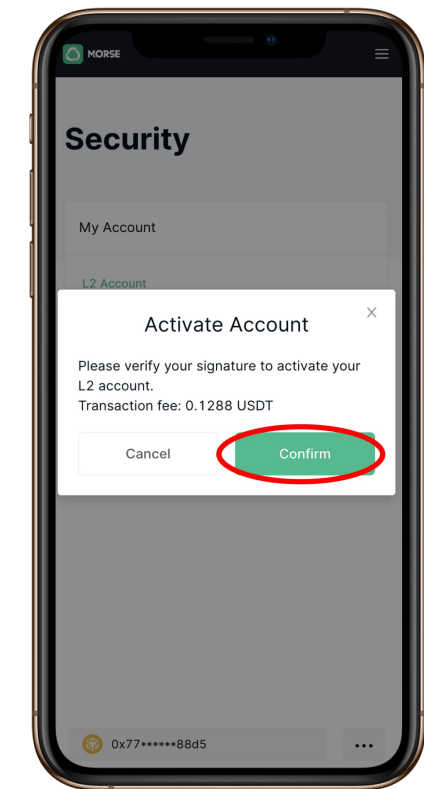 MORSE
Security
My Account
L2 Account
Activate Account
Please verify your signature to activate your
L2 account.
Transaction fee: 0.1288 USDT
Cancel
Confirm
0x77******88d5